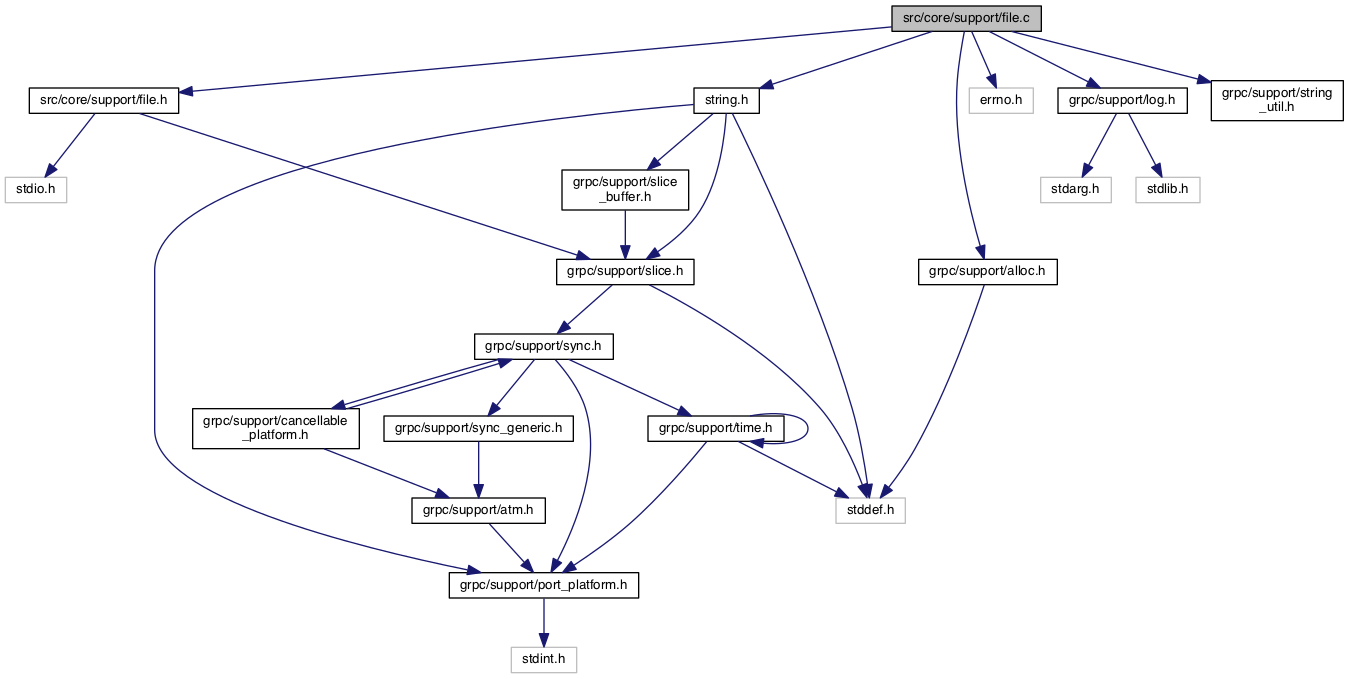 src/core/support/file.c
src/core/support/file.h
string.h
errno.h
grpc/support/log.h
grpc/support/string
_util.h
stdio.h
grpc/support/slice
_buffer.h
stdarg.h
stdlib.h
grpc/support/slice.h
grpc/support/alloc.h
grpc/support/sync.h
grpc/support/cancellable
_platform.h
grpc/support/sync_generic.h
grpc/support/time.h
grpc/support/atm.h
stddef.h
grpc/support/port_platform.h
stdint.h